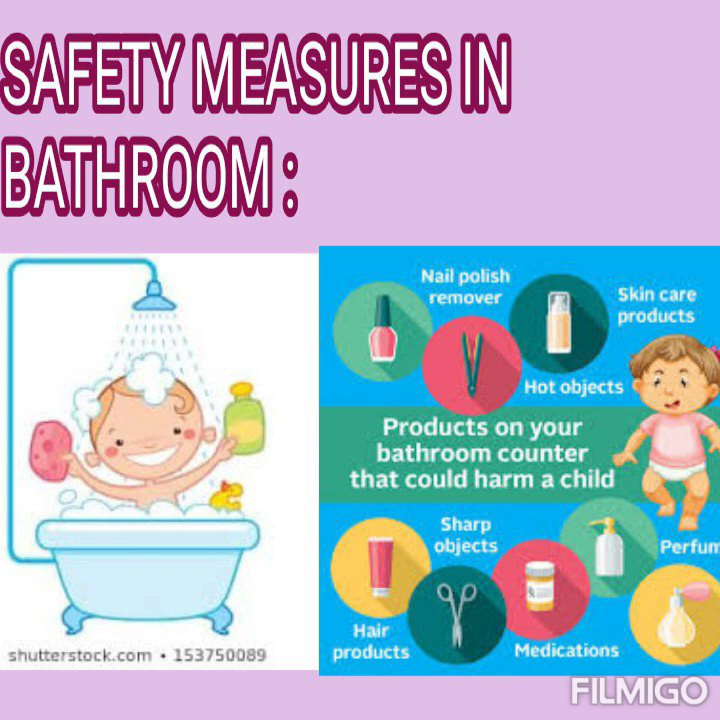 SAFETY MEASURES IN
BATHROOM :
shutterstock.com • 153750089
Nail polish
remover
Skin care
products
Hot objects
Products on your
bathroom counter
that could harm a child
Sharp
objects
Perfum
Hair
products
Medications
FILMIGO